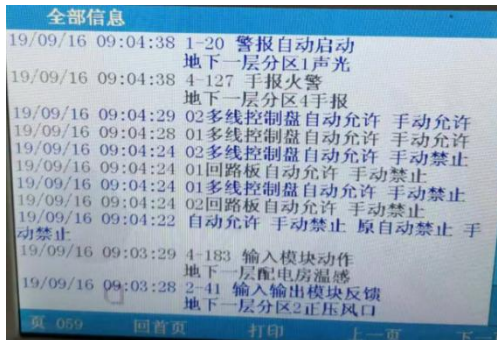 全部信息
19/09/16 09:04:38 1-20 警报自动启动
地下一层分区1声光
19/09/16 09:04:38 4-127 手报火警
地下一层分区4手报
19/09/16 09:04:29 02多线控制盘自动允许 手动允许
19/09/16 09:04:28 01多线控制盘自动允许 手动允许
19/09/16 09:04:24 02多线控制盘自动允许 手动禁止
19/09/16 09:04:24 01回路板自动允许 手动禁止
19/09/16 09:04:24 01多线控制盘自动允许 手动禁止
19/09/16 09:04:24 02回路板自动允许 手动禁止
19/09/16 09:04:22 自动允许 手动禁止 原自动禁止 手
动禁止
19/09/16 09:03:29 4-183 输入模块动作
地下一层配电房温感
19/09/16 09:03:28 2-41 输入输出模块反馈
地下一层分区2正压风口
页 059 回首页 打印 上一页 下